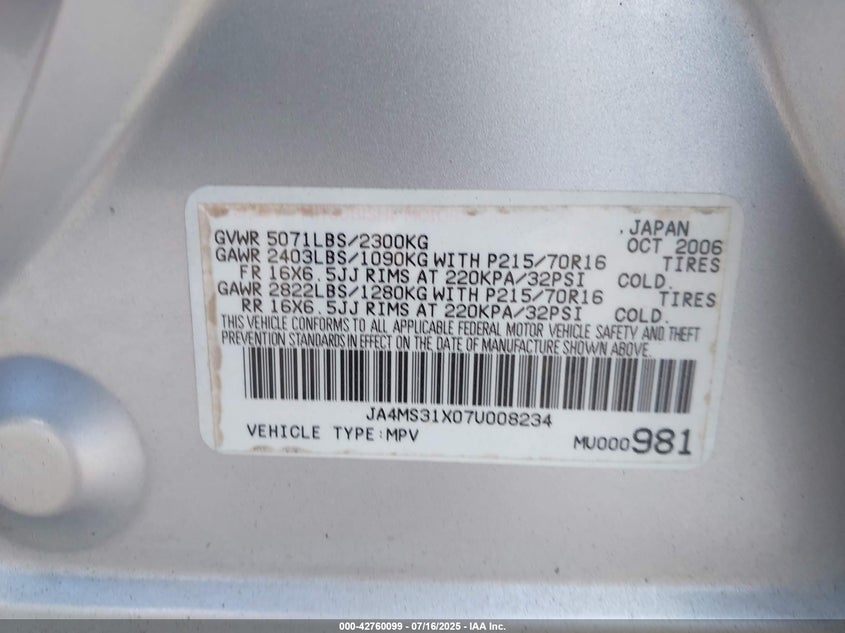 GVWR 5071LBS/2300KG .JAPAN
OCT 2006
GAWR 2403LBS/1090KG WITH P215/70R16 TIRES
FR 16X6.5JJ RIMS AT 220KPA/32PSI COLD.
GAWR 2822LBS/1280KG WITH P215/70R16 TIRES
RR 16X6.5JJ RIMS AT 220KPA/32PSI COLD.
THIS VEHICLE CONFORMS TO ALL APPLICABLE FEDERAL MOTOR VEHICLE SAFETY AND THEFT
PREVENTION STANDARDS IN EFFECT ON THE DATE OF MANUFACTURE SHOWN ABOVE.
JA4MS31X07U008234
VEHICLE TYPE:MPV MU000981
000-42760099 - 07/16/2025 - IAA Inc.